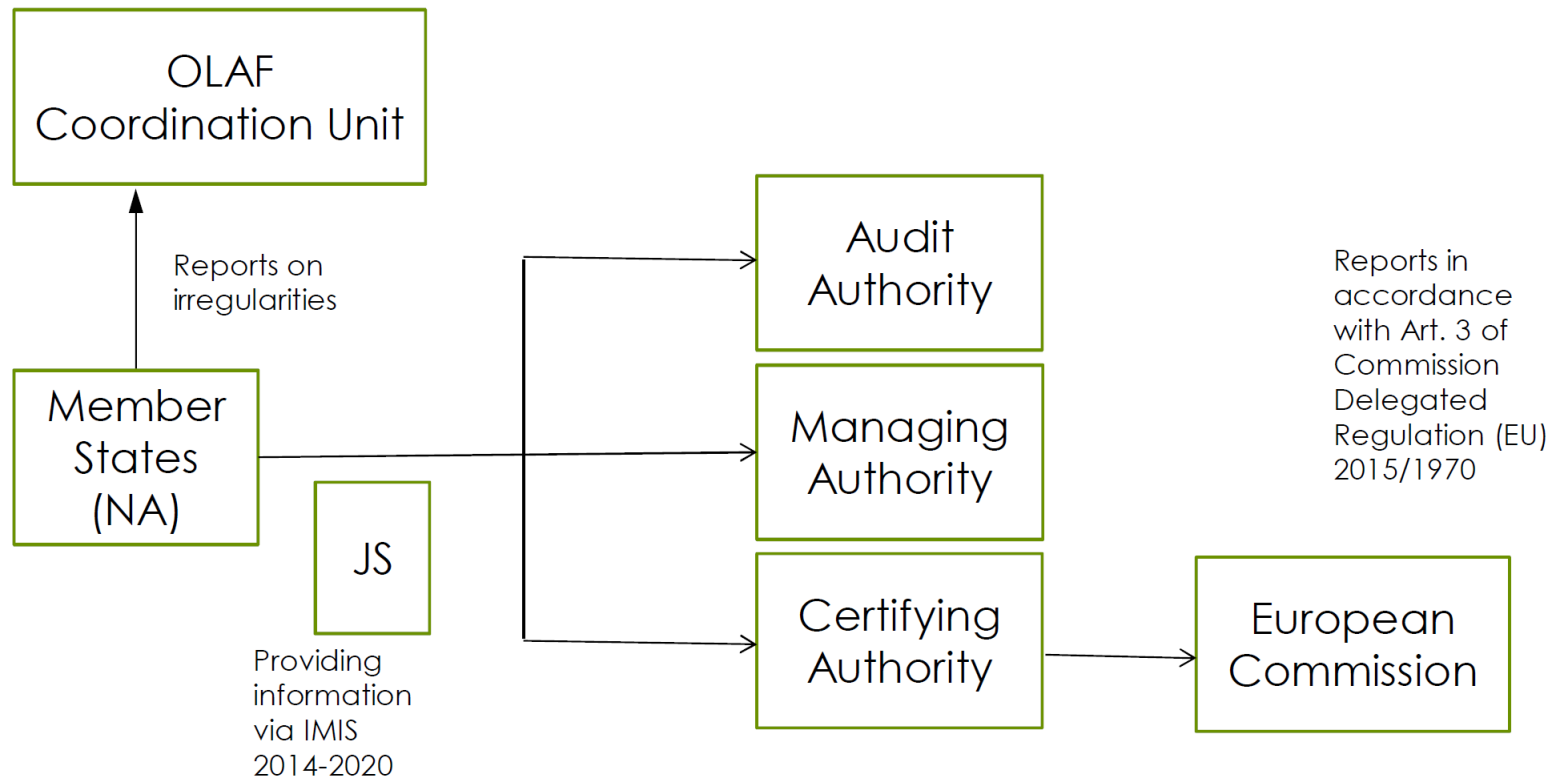 OLAF
Coordination Unit
Reports on
irregularities
Member
States
(NA)
JS
Providing
information
via IMIS
2014-2020
Audit
Authority
Managing
Authority
Certifying
Authority
Reports in
accordance
with Art. 3 of
Commission
Delegated
Regulation (EU)
2015/1970
European
Commission